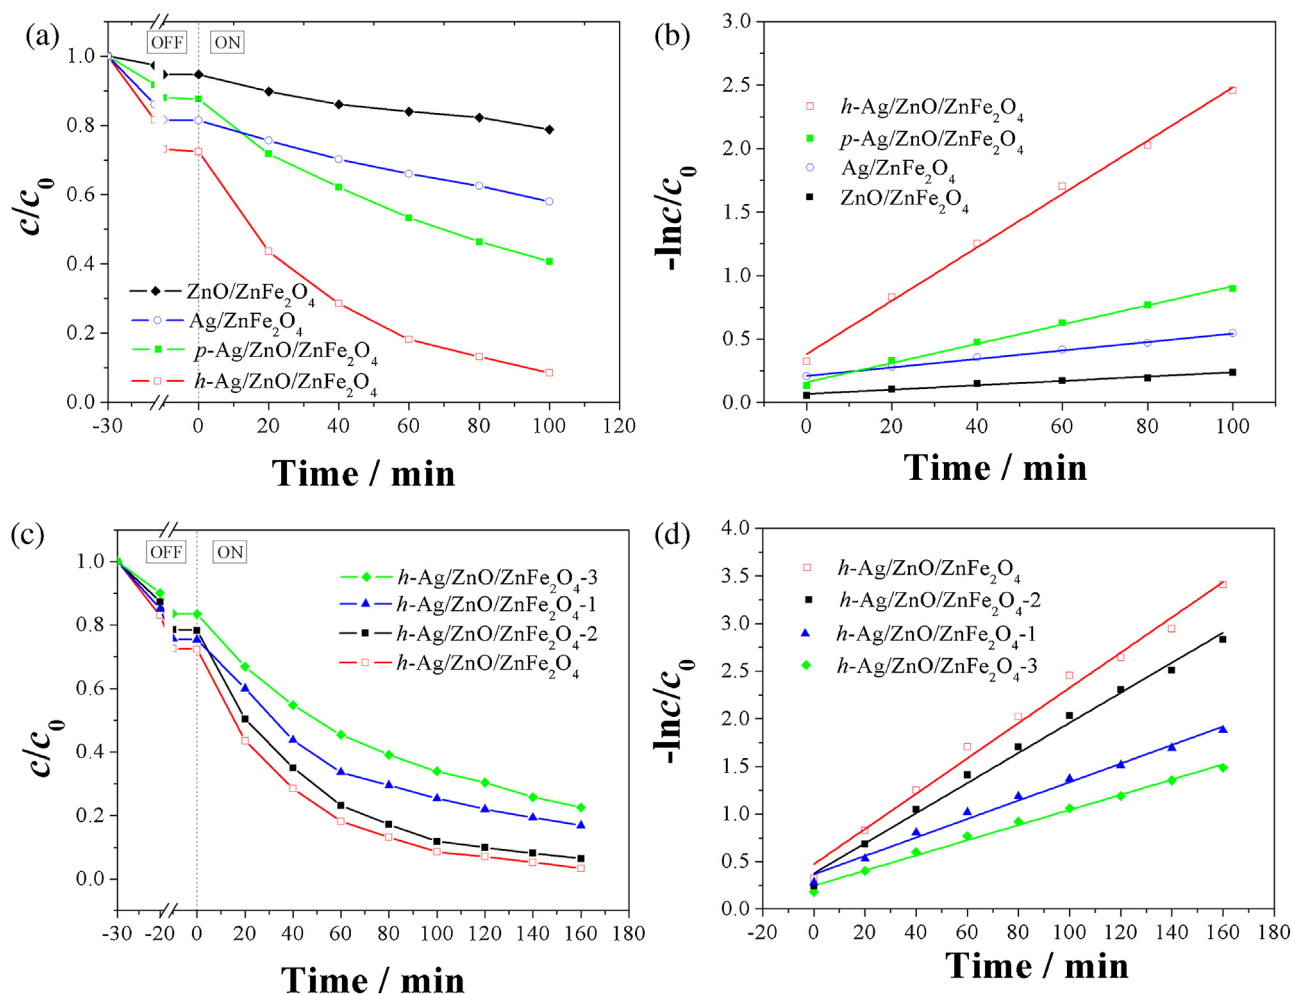 (a)
OFF ON
1.0
0.8
0.6
0.4
0.2
0.0
c/c₀
ZnO/ZnFe₂O₄
Ag/ZnFe₂O₄
p-Ag/ZnO/ZnFe₂O₄
h-Ag/ZnO/ZnFe₂O₄
-30 0 20 40 60 80 100 120
Time / min
(b)
3.0
2.5
2.0
1.5
1.0
0.5
0.0
-lnc/c₀
h-Ag/ZnO/ZnFe₂O₄
p-Ag/ZnO/ZnFe₂O₄
Ag/ZnFe₂O₄
ZnO/ZnFe₂O₄
0 20 40 60 80 100
Time / min
(c)
OFF ON
1.0
0.8
0.6
0.4
0.2
0.0
c/c₀
h-Ag/ZnO/ZnFe₂O₄-3
h-Ag/ZnO/ZnFe₂O₄-1
h-Ag/ZnO/ZnFe₂O₄-2
h-Ag/ZnO/ZnFe₂O₄
-30 -20 0 20 40 60 80 100 120 140 160 180
Time / min
(d)
4.0
3.5
3.0
2.5
2.0
1.5
1.0
0.5
0.0
-lnc/c₀
h-Ag/ZnO/ZnFe₂O₄
h-Ag/ZnO/ZnFe₂O₄-2
h-Ag/ZnO/ZnFe₂O₄-1
h-Ag/ZnO/ZnFe₂O₄-3
-20 0 20 40 60 80 100 120 140 160 180
Time / min